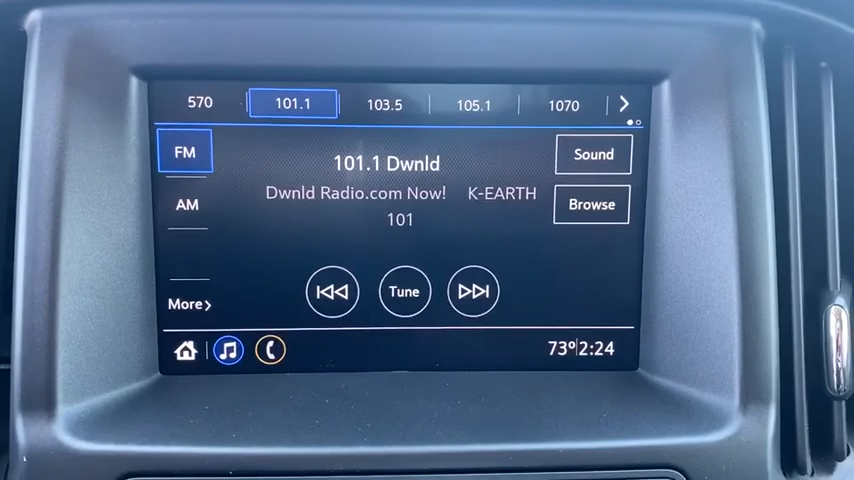 570 101.1 103.5 105.1 1070
FM
101.1 Dwnld
Sound
Dwnld Radio.com Now! K-EARTH
101
AM
Browse
More
Tune
73° 2:24